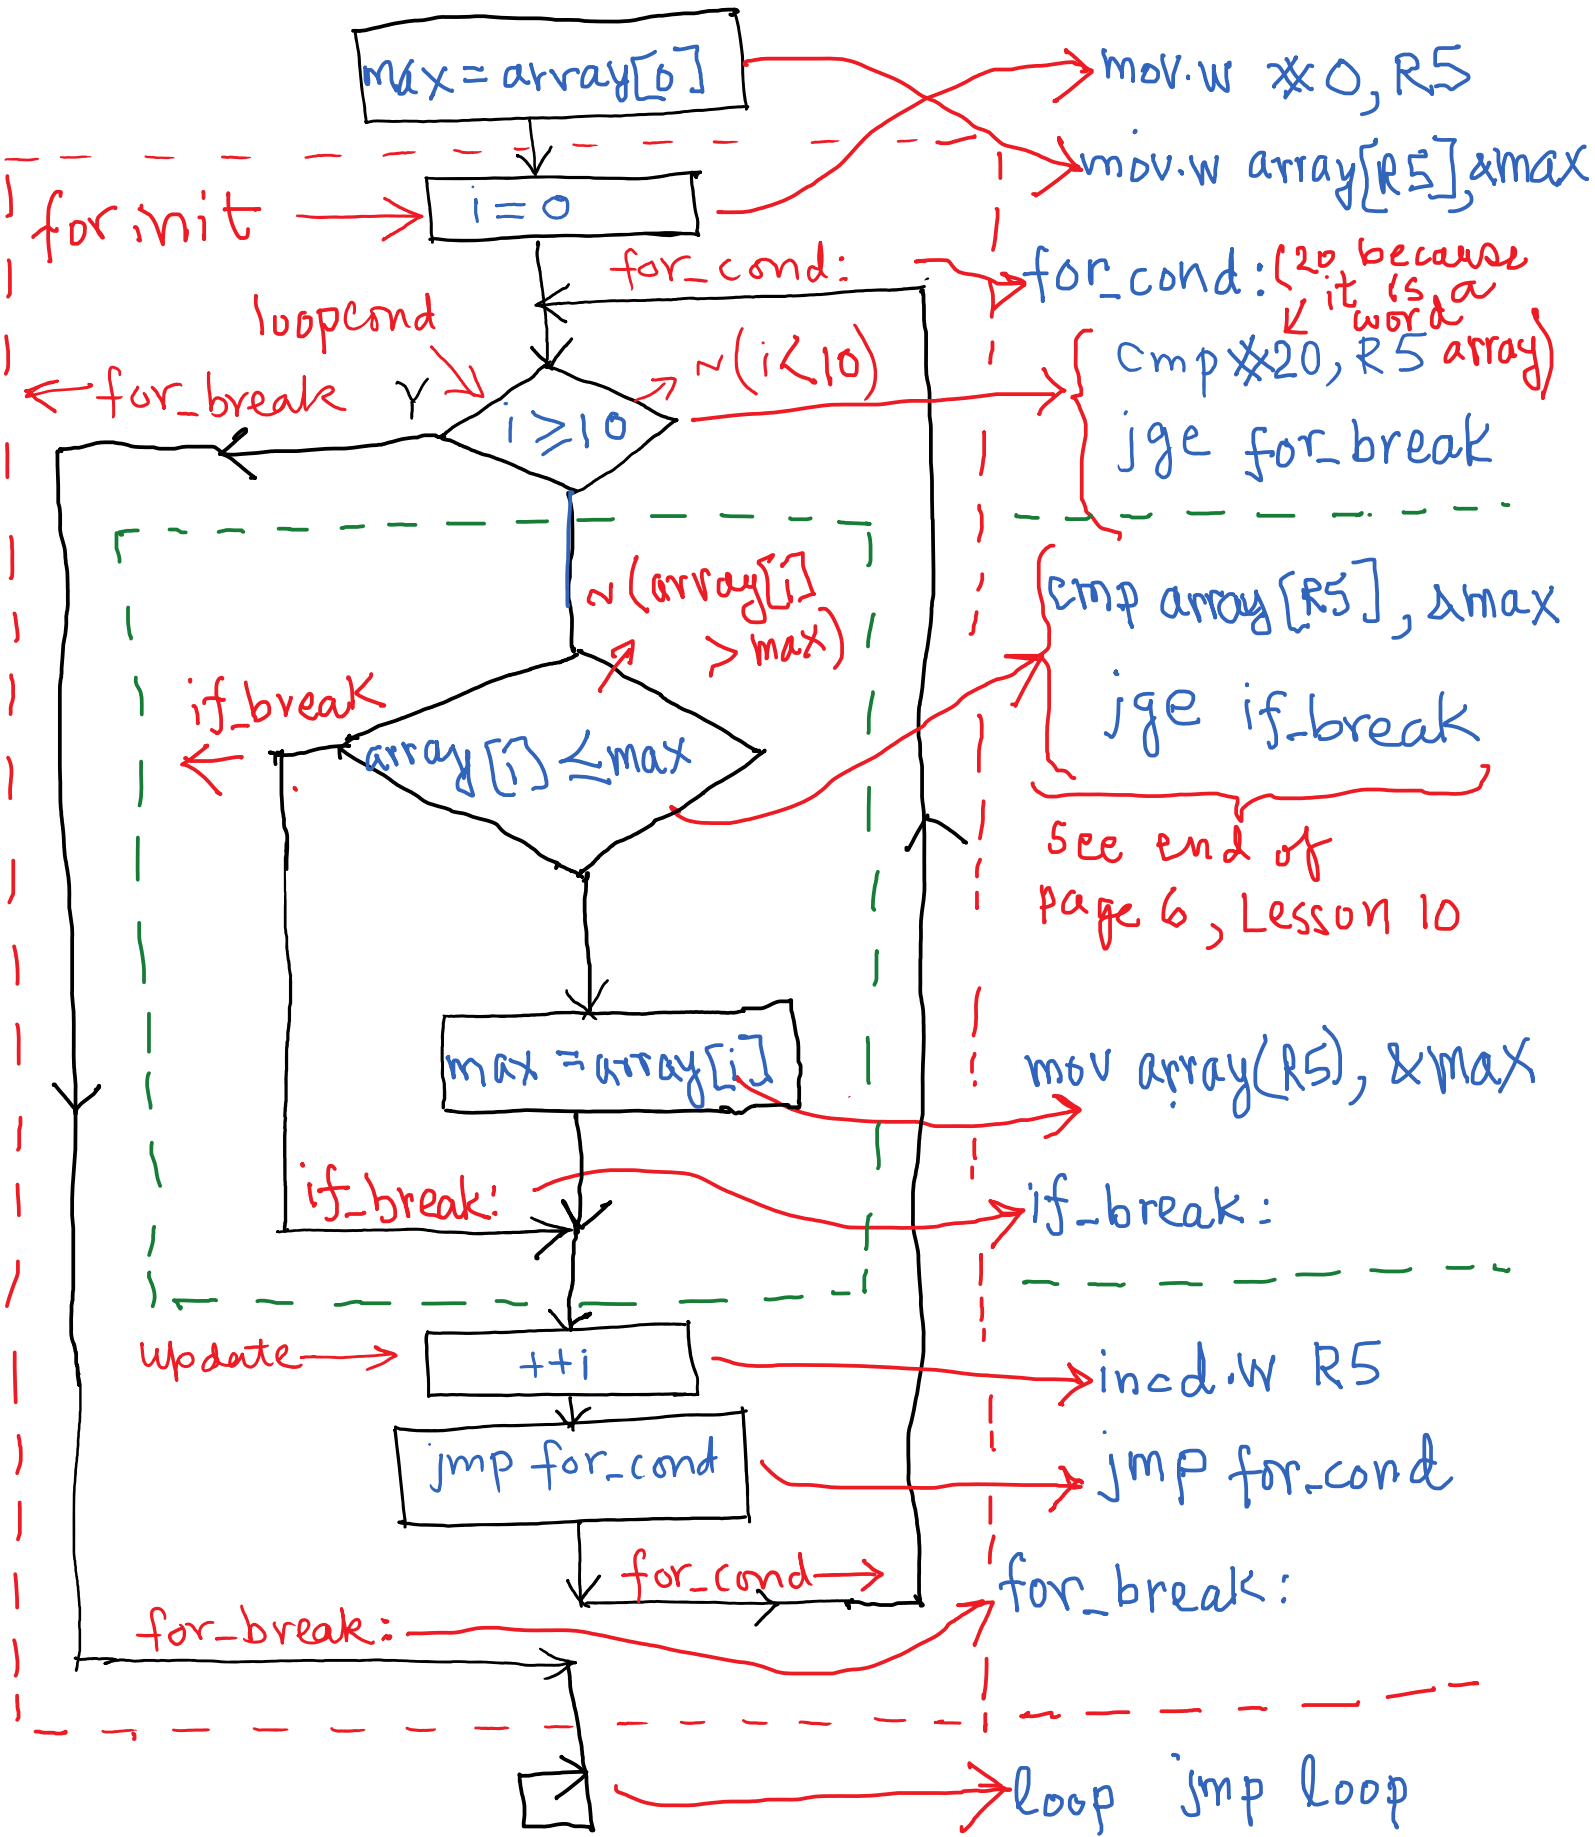 max = array[0]
mov.w #0, R5
mov.w array[R5], &max
for init
i = 0
for_cond:
for_cond: (20 because
it is a
word
array)
loopcond
~(i<10)
cmp #20, R5
for_break
Y
i ≥ 10
jge for_break
~(array[i]
> max)
cmp array[R5], &max
if_break
jge if_break
array[i] ≤ max
See end of
page 6, Lesson 10
max = array[i]
mov array(R5), &max
if_break:
if_break:
update
++i
incd.w R5
jmp for_cond
jmp for_cond
for_cond
for_break:
for_break:
loop jmp loop